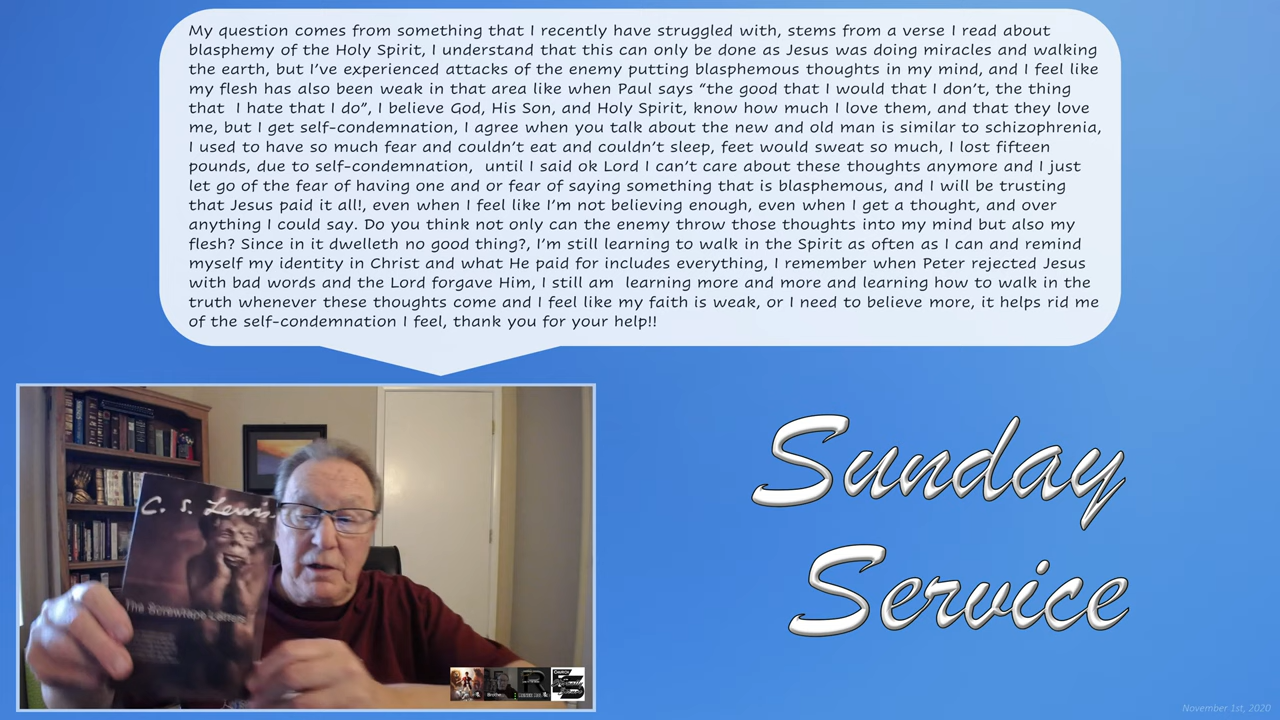 My question comes from something that I recently have struggled with, stems from a verse I read about
blasphemy of the Holy Spirit, I understand that this can only be done as Jesus was doing miracles and walking
the earth, but I've experienced attacks of the enemy putting blasphemous thoughts in my mind, and I feel like
my flesh has also been weak in that area like when Paul says “the good that I would that I don't, the thing
that  I hate that I do”, I believe God, His Son, and Holy Spirit, know how much I love them, and that they love
me, but I get self-condemnation, I agree when you talk about the new and old man is similar to schizophrenia,
I used to have so much fear and couldn't eat and couldn't sleep, feet would sweat so much, I lost fifteen
pounds, due to self-condemnation,  until I said ok Lord I can't care about these thoughts anymore and I just
let go of the fear of having one and or fear of saying something that is blasphemous, and I will be trusting
that Jesus paid it all!, even when I feel like I'm not believing enough, even when I get a thought, and over
anything I could say. Do you think not only can the enemy throw those thoughts into my mind but also my
flesh? Since in it dwelleth no good thing?, I'm still learning to walk in the Spirit as often as I can and remind
myself my identity in Christ and what He paid for includes everything, I remember when Peter rejected Jesus
with bad words and the Lord forgave Him, I still am  learning more and more and learning how to walk in the
truth whenever these thoughts come and I feel like my faith is weak, or I need to believe more, it helps rid me
of the self-condemnation I feel, thank you for your help!!
C. S. Lewis
The Screwtape Letters
Sunday
Service
November 1st, 2020